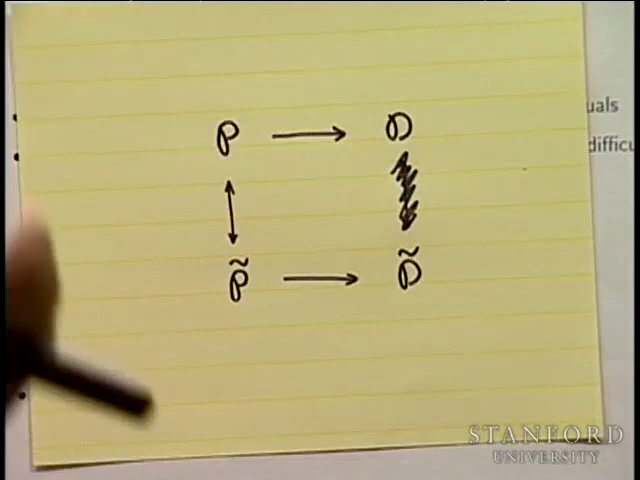 P → D
↕
P̃ → D̃
uals
difficu
STANFORD
UNIVERSITY